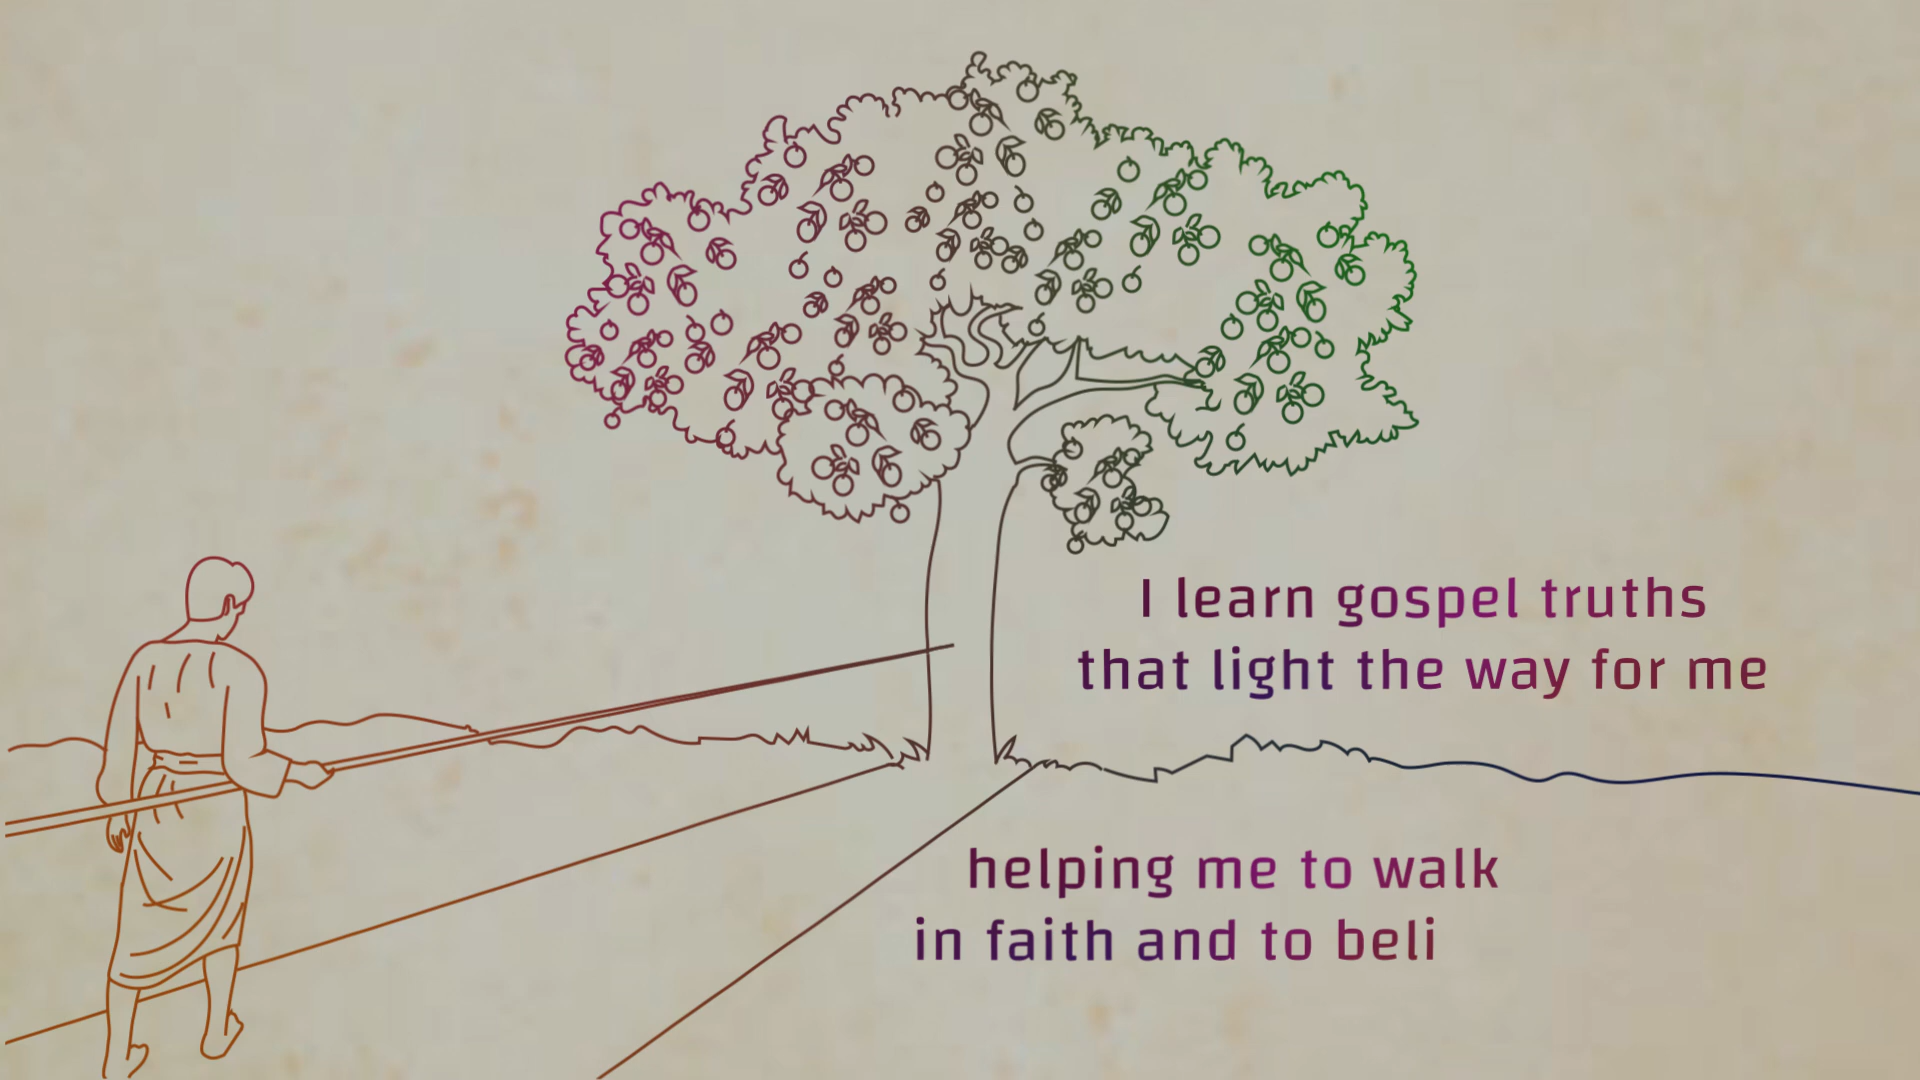 I learn gospel truths
that light the way for me
helping me to walk
in faith and to beli